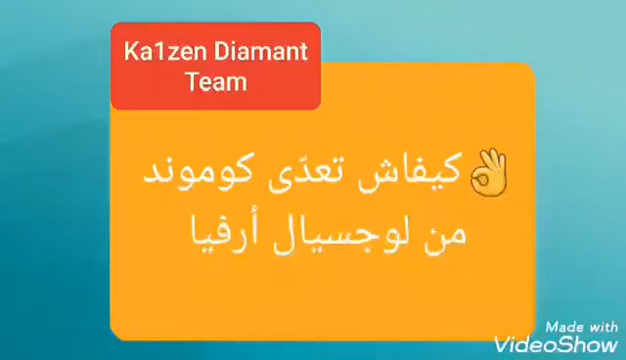 Ka1zen Diamant
Team
👌كيفاش تعدّى كوموند
من لوجسيال أرفيا
Made with
VideoShow